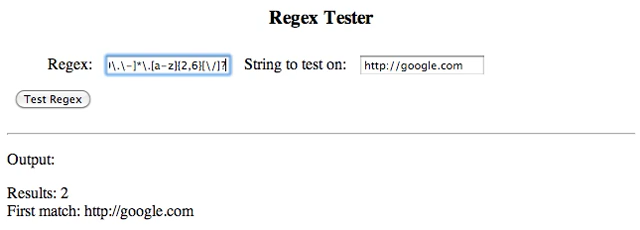 Regex Tester
Regex: \.\-]*\.[a-z]{2,6}[\/]? String to test on: http://google.com
Test Regex
Output:
Results: 2
First match: http://google.com